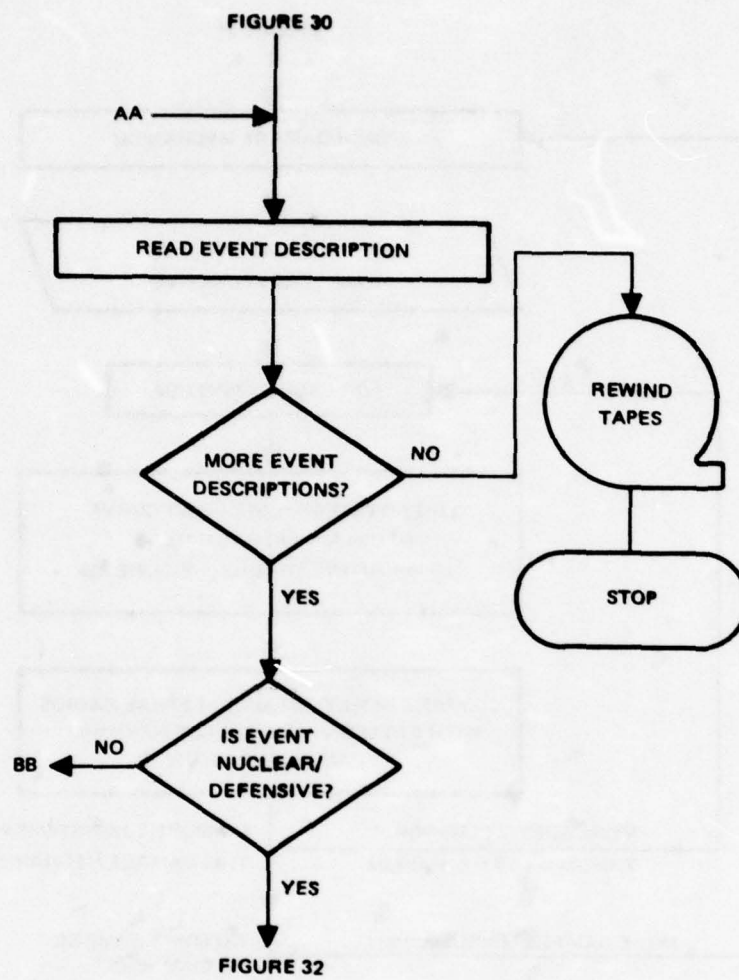 FIGURE 30
AA
READ EVENT DESCRIPTION
MORE EVENT
DESCRIPTIONS?
NO
REWIND
TAPES
YES
STOP
IS EVENT
NUCLEAR/
DEFENSIVE?
NO
BB
YES
FIGURE 32